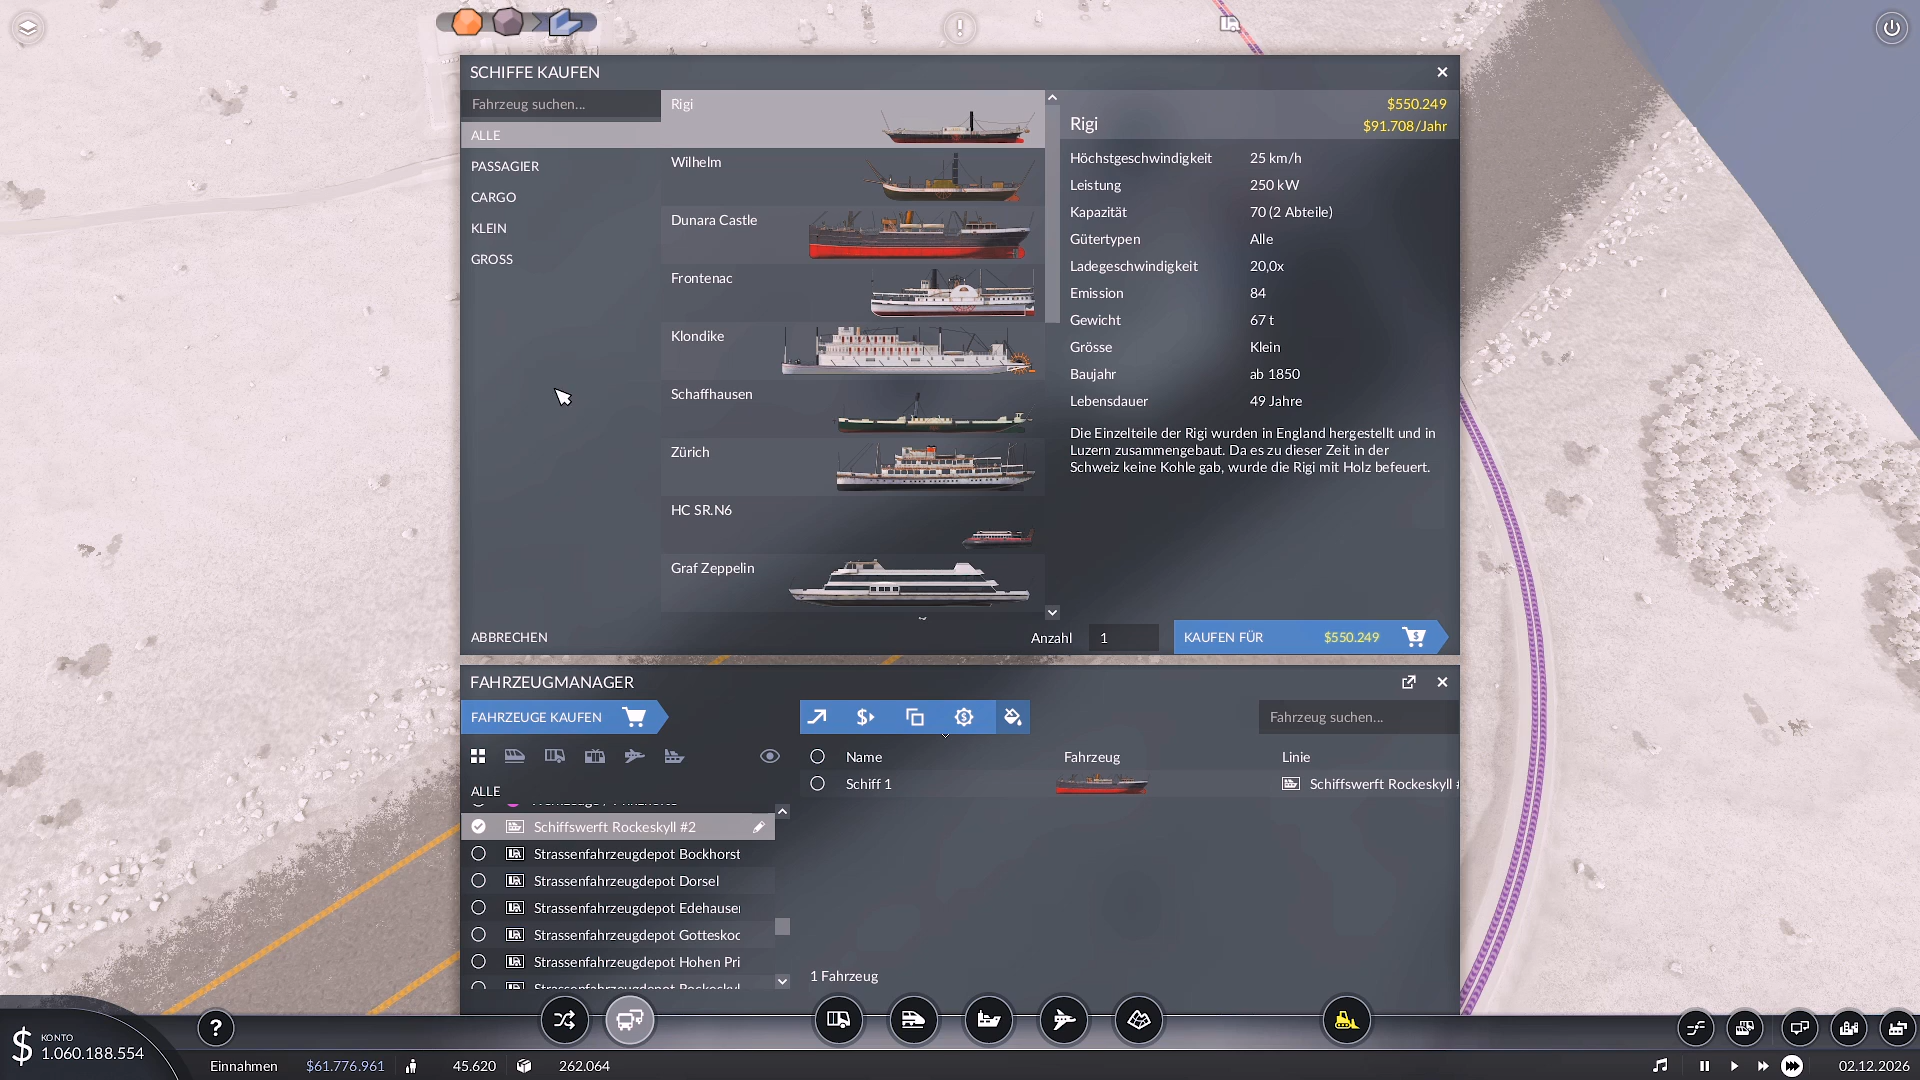 SCHIFFE KAUFEN
Fahrzeug suchen...
ALLE
PASSAGIER
CARGO
KLEIN
GROSS
Rigi
Wilhelm
Dunara Castle
Frontenac
Klondike
Schaffhausen
Zürich
HC SR.N6
Graf Zeppelin
$550.249
Rigi
$91.708/Jahr
Höchstgeschwindigkeit 25 km/h
Leistung 250 kW
Kapazität 70 (2 Abteile)
Gütertypen Alle
Ladegeschwindigkeit 20,0x
Emission 84
Gewicht 67 t
Grösse Klein
Baujahr ab 1850
Lebensdauer 49 Jahre
Die Einzelteile der Rigi wurden in England hergestellt und in
Luzern zusammengebaut. Da es zu dieser Zeit in der
Schweiz keine Kohle gab, wurde die Rigi mit Holz befeuert.
ABBRECHEN
Anzahl 1
KAUFEN FÜR $550.249
FAHRZEUGMANAGER
FAHRZEUGE KAUFEN
Fahrzeug suchen...
ALLE
Schiffswerft Rockeskyll #2
Strassenfahrzeugdepot Bockhorst
Strassenfahrzeugdepot Dorsel
Strassenfahrzeugdepot Edehausen
Strassenfahrzeugdepot Gotteskoo
Strassenfahrzeugdepot Hohen Pri
Name Fahrzeug Linie
Schiff 1 Schiffswerft Rockeskyll #
1 Fahrzeug
KONTO
1.060.188.554
Einnahmen $61.776.961 45.620 262.064
02.12.2026